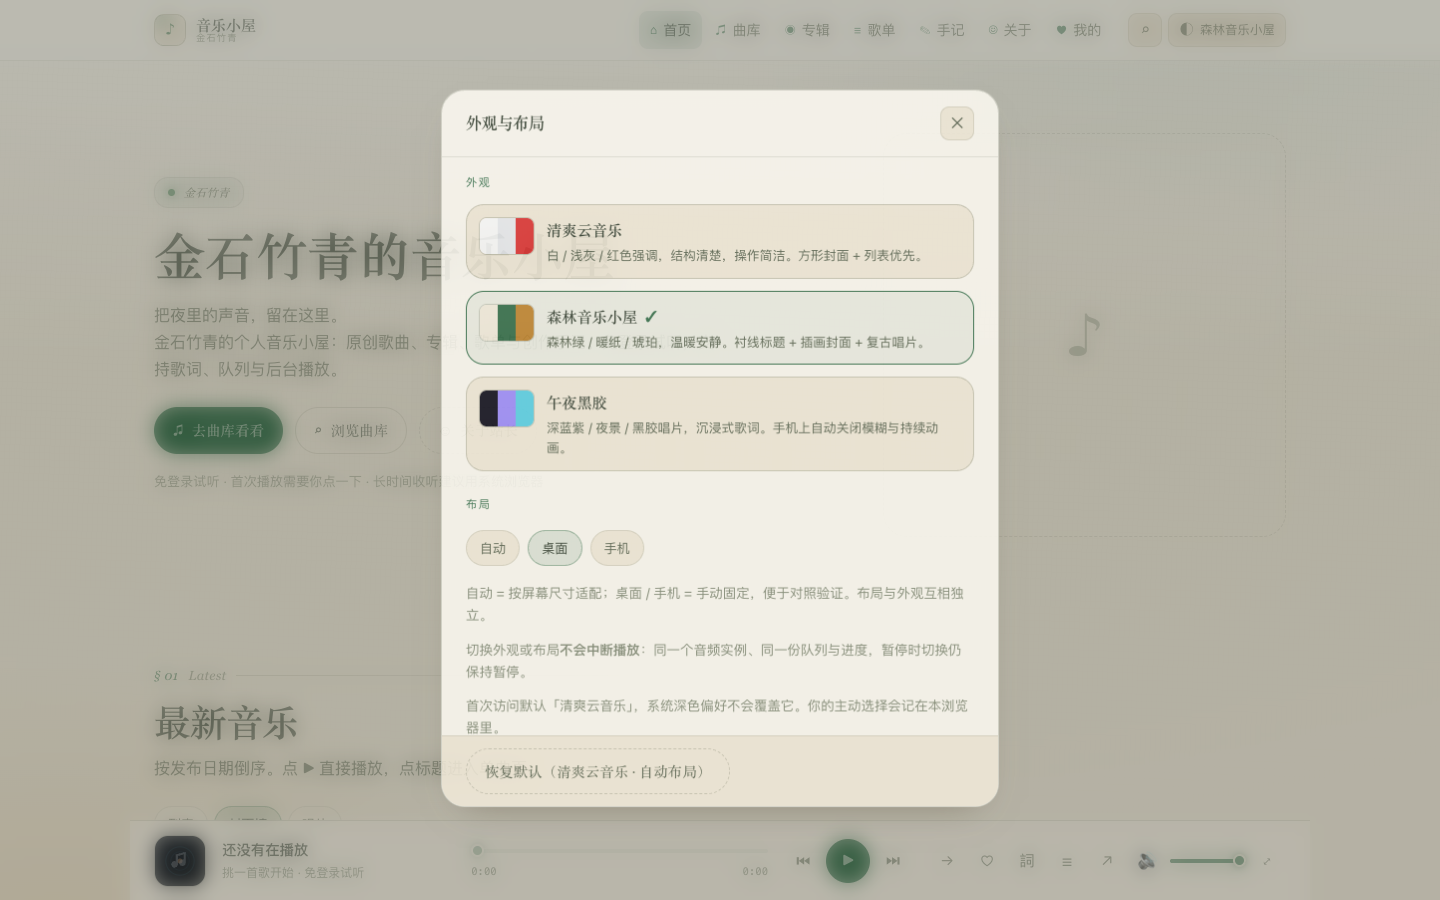 音乐小屋
金石竹青
首页
曲库
专辑
歌单
手记
关于
我的
森林音乐小屋
金石竹青
金石竹青的音乐小屋
把夜里的声音，留在这里。
金石竹青的个人音乐小屋：原创歌曲、专
持歌词、队列与后台播放。
去曲库看看
浏览曲库
免登录试听 · 首次播放需要你点一下 · 长时间收听
§ 01 Latest
最新音乐
按发布日期倒序。点 ▶ 直接播放，点标题进
外观与布局
外观
清爽云音乐
白 / 浅灰 / 红色强调，结构清楚，操作简洁。方形封面 + 列表优先。
森林音乐小屋 ✓
森林绿 / 暖纸 / 琥珀，温暖安静。衬线标题 + 插画封面 + 复古唱片。
午夜黑胶
深蓝紫 / 夜景 / 黑胶唱片，沉浸式歌词。手机上自动关闭模糊与持续动
画。
布局
自动
桌面
手机
自动 = 按屏幕尺寸适配；桌面 / 手机 = 手动固定，便于对照验证。布局与外观互相独
立。
切换外观或布局不会中断播放：同一个音频实例、同一份队列与进度，暂停时切换仍
保持暂停。
首次访问默认「清爽云音乐」，系统深色偏好不会覆盖它。你的主动选择会记在本浏览
器里。
恢复默认（清爽云音乐 · 自动布局）
还没有在播放
挑一首歌开始 · 免登录试听
0:00
0:00
詞